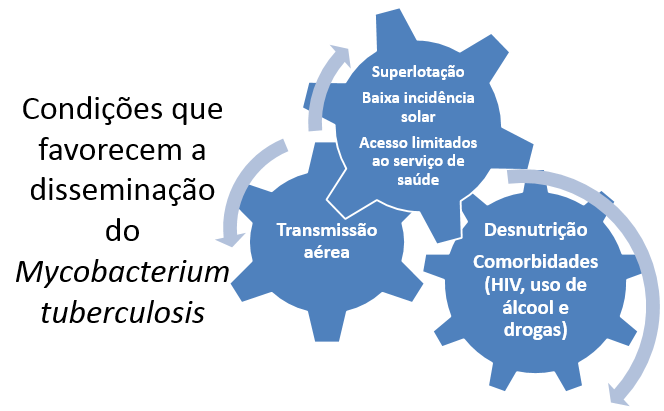 Condições que
favorecem a
disseminação
do
Mycobacterium
tuberculosis
Superlotação
Baixa incidência
solar
Acesso limitados
ao serviço de
saúde
Transmissão
aérea
Desnutrição
Comorbidades
(HIV, uso de
álcool e
drogas)